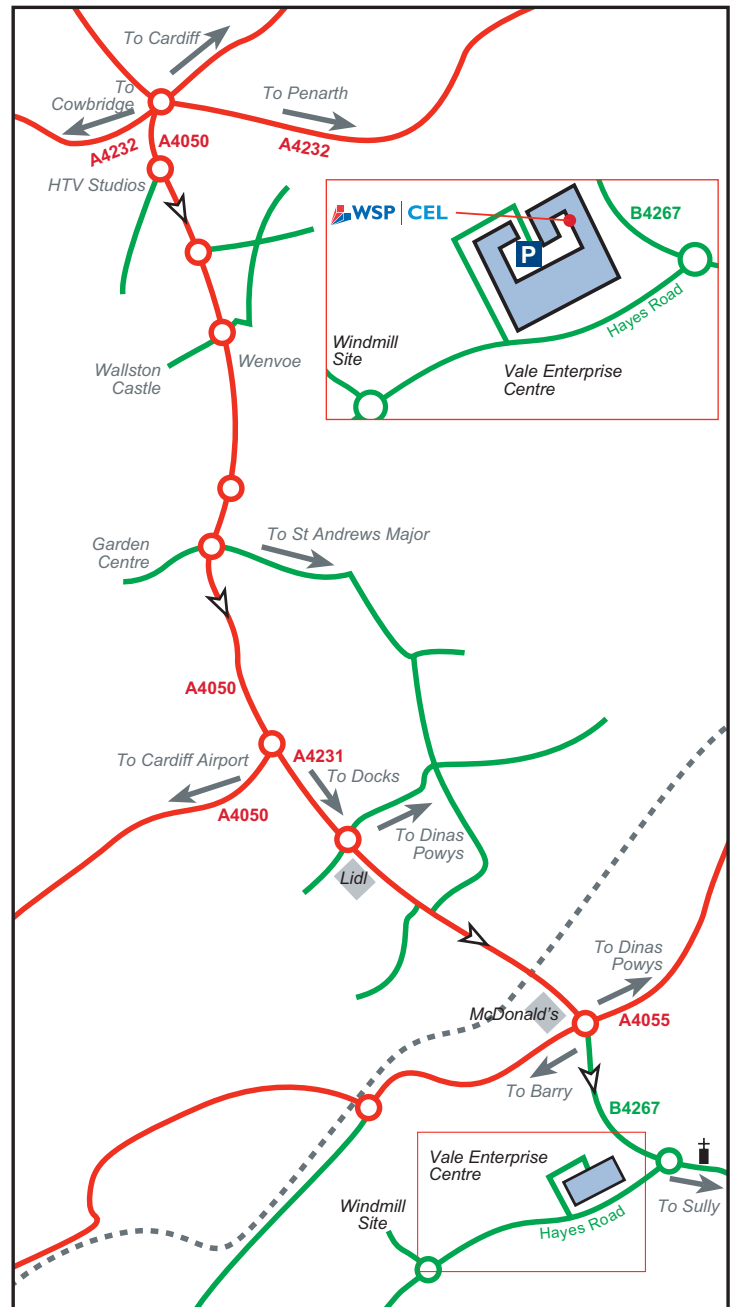 To Cardiff
To
Cowbridge
To Penarth
A4232
A4050
A4232
HTV Studios
WSP | CEL
B4267
P
Hayes Road
Windmill
Site
Vale Enterprise
Centre
Wallston
Castle
Wenvoe
Garden
Centre
To St Andrews Major
A4050
To Cardiff Airport
A4231
To Docks
A4050
To Dinas
Powys
Lidl
To Dinas
Powys
McDonald's
A4055
To Barry
B4267
Vale Enterprise
Centre
Windmill
Site
Hayes Road
To Sully